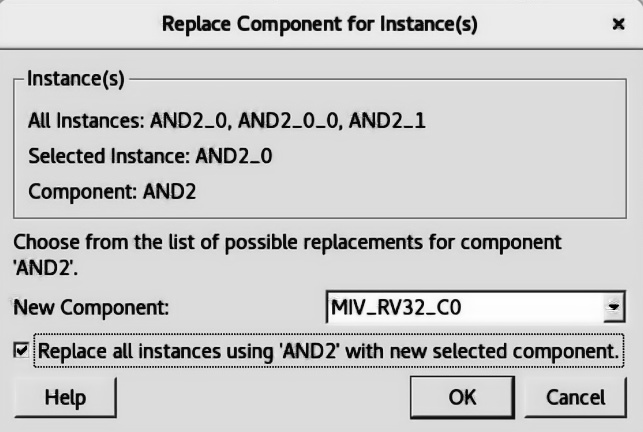 Replace Component for Instance(s)
Instance(s)
All Instances: AND2_0, AND2_0_0, AND2_1
Selected Instance: AND2_0
Component: AND2
Choose from the list of possible replacements for component
'AND2'.
New Component: MIV_RV32_C0
Replace all instances using 'AND2' with new selected component.
Help OK Cancel